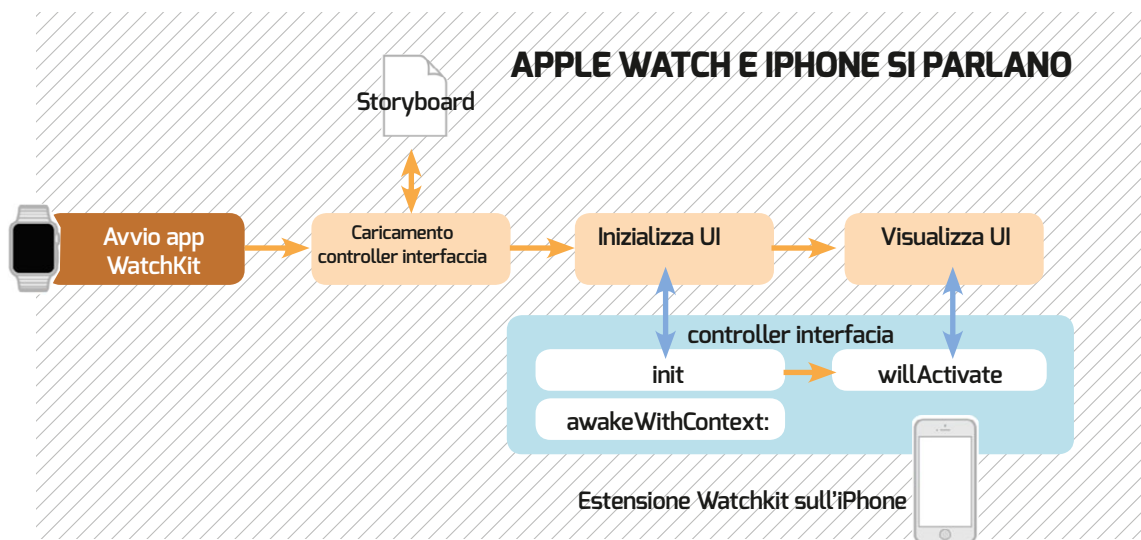 APPLE WATCH E IPHONE SI PARLANO
Storyboard
Avvio app
WatchKit
Caricamento
controller interfaccia
Inizializza UI
Visualizza UI
controller interfacia
init
willActivate
awakeWithContext:
Estensione Watchkit sull'iPhone